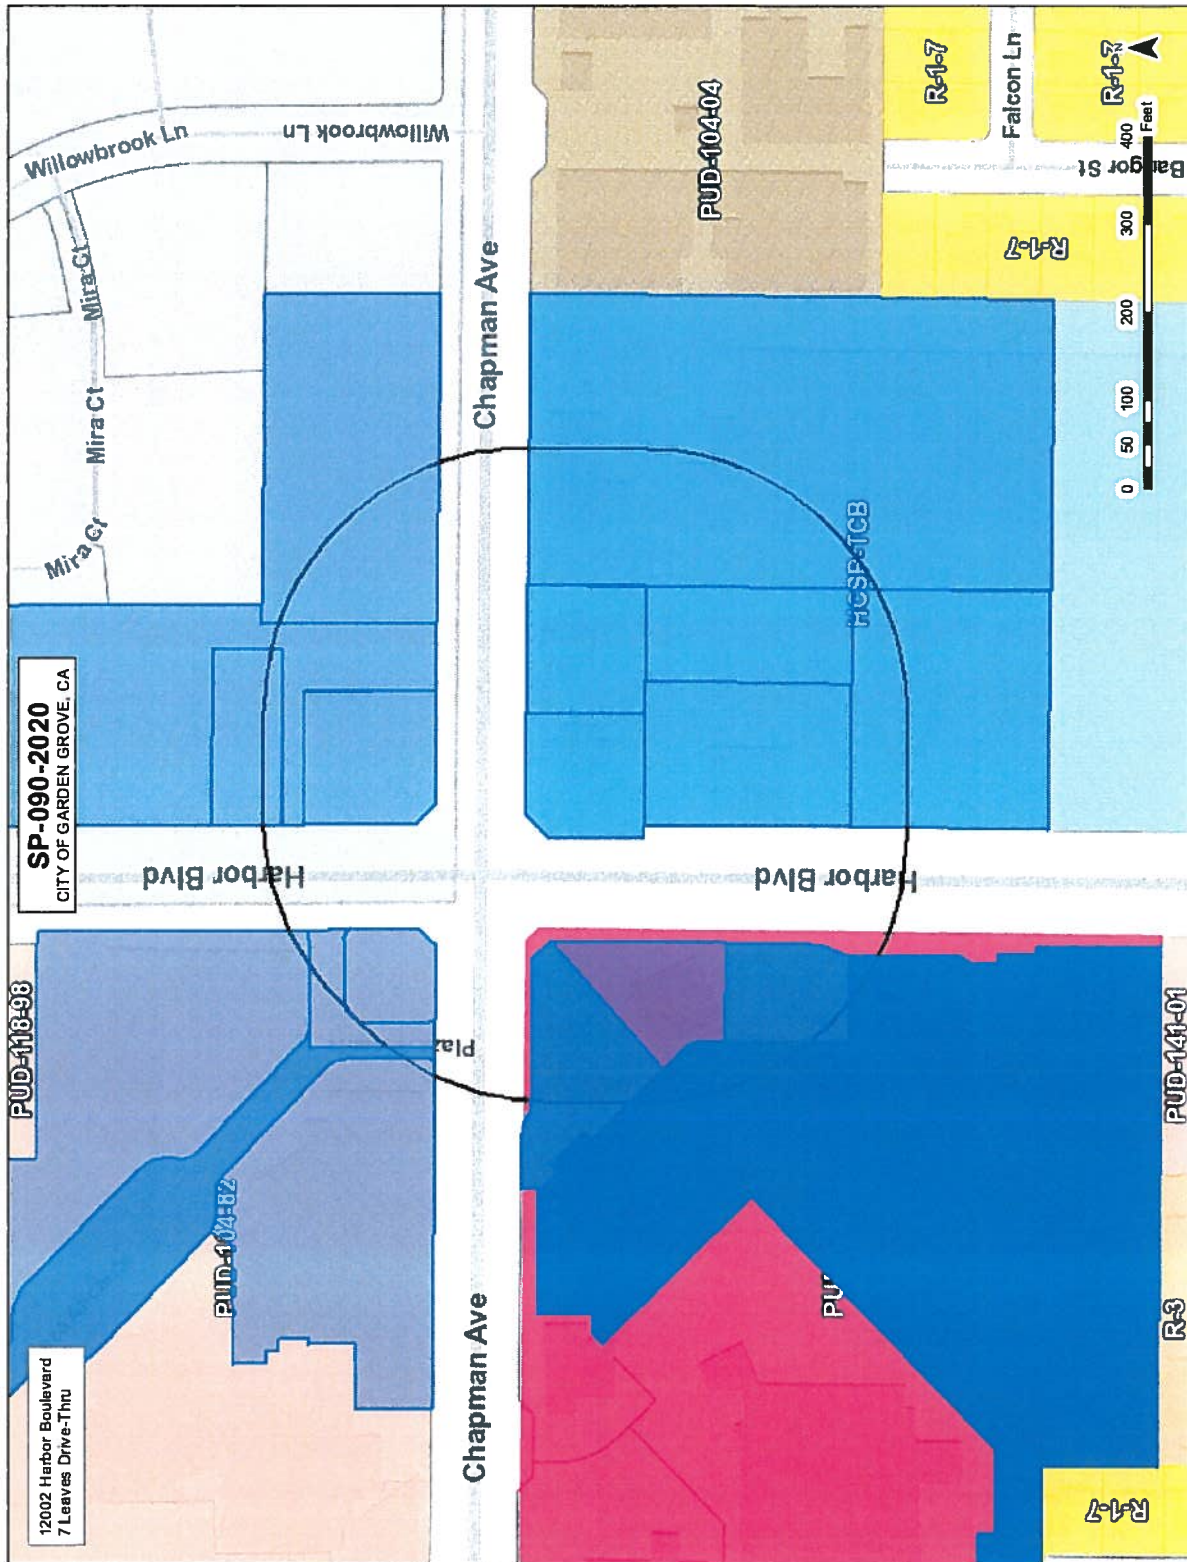 12002 Harbor Boulevard
7 Leaves Drive-Thru
SP-090-2020
CITY OF GARDEN GROVE, CA
PUD-118-98
Willowbrook Ln
Willowbrook Ln
Mira Ct
Mira Ct
Mira Ct
PUD-104-82
Harbor Blvd
Chapman Ave
Chapman Ave
PUD-104-04
R-1-7
Falcon Ln
R-1-7
N
R-1-7
Bangor St
HCSP-TCB
Harbor Blvd
PUD-141-01
R-3
R-1-7
0 50 100 200 300 400
Feet